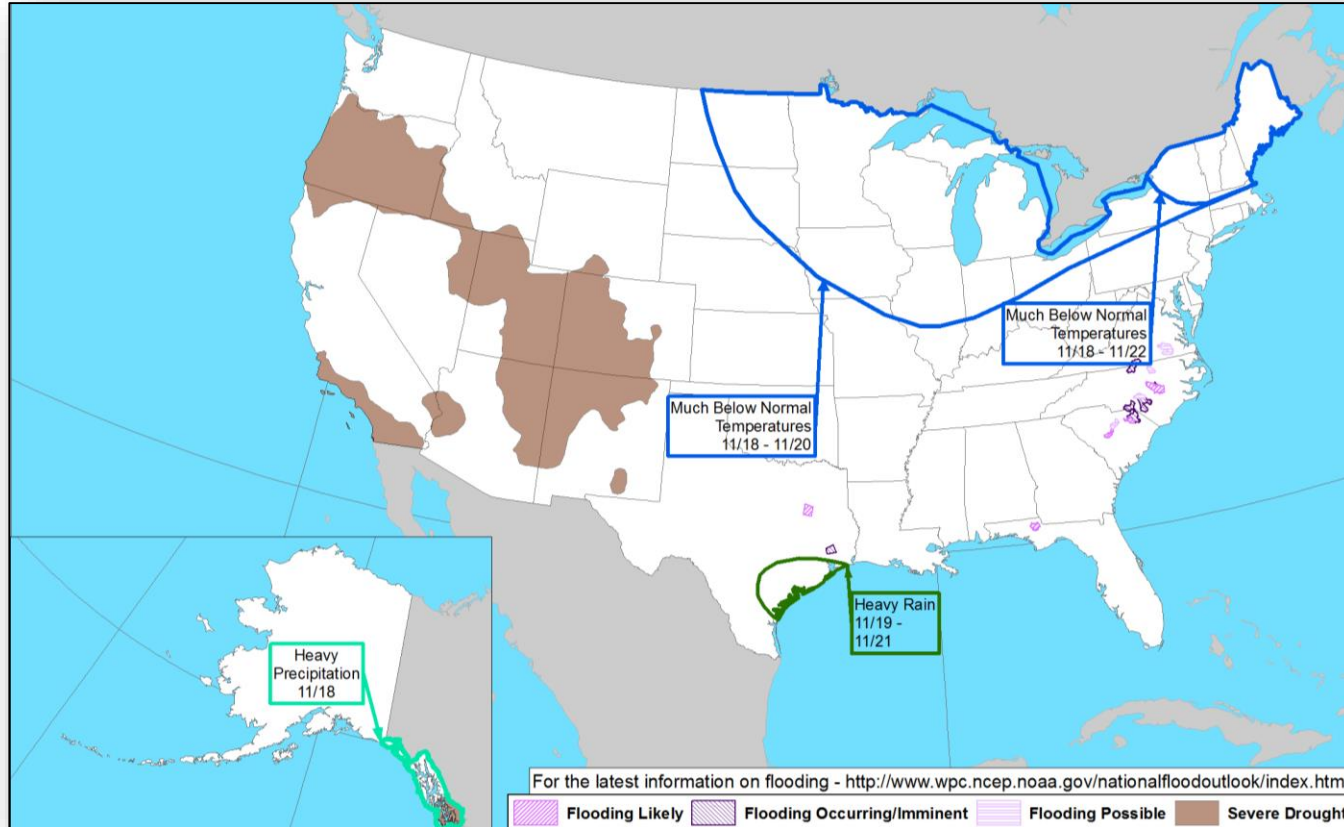 Much Below Normal
Temperatures
11/18 - 11/22
Much Below Normal
Temperatures
11/18 - 11/20
Heavy Rain
11/19 -
11/21
Heavy
Precipitation
11/18
For the latest information on flooding - http://www.wpc.ncep.noaa.gov/nationalfloodoutlook/index.htm
Flooding Likely Flooding Occurring/Imminent Flooding Possible Severe Drought